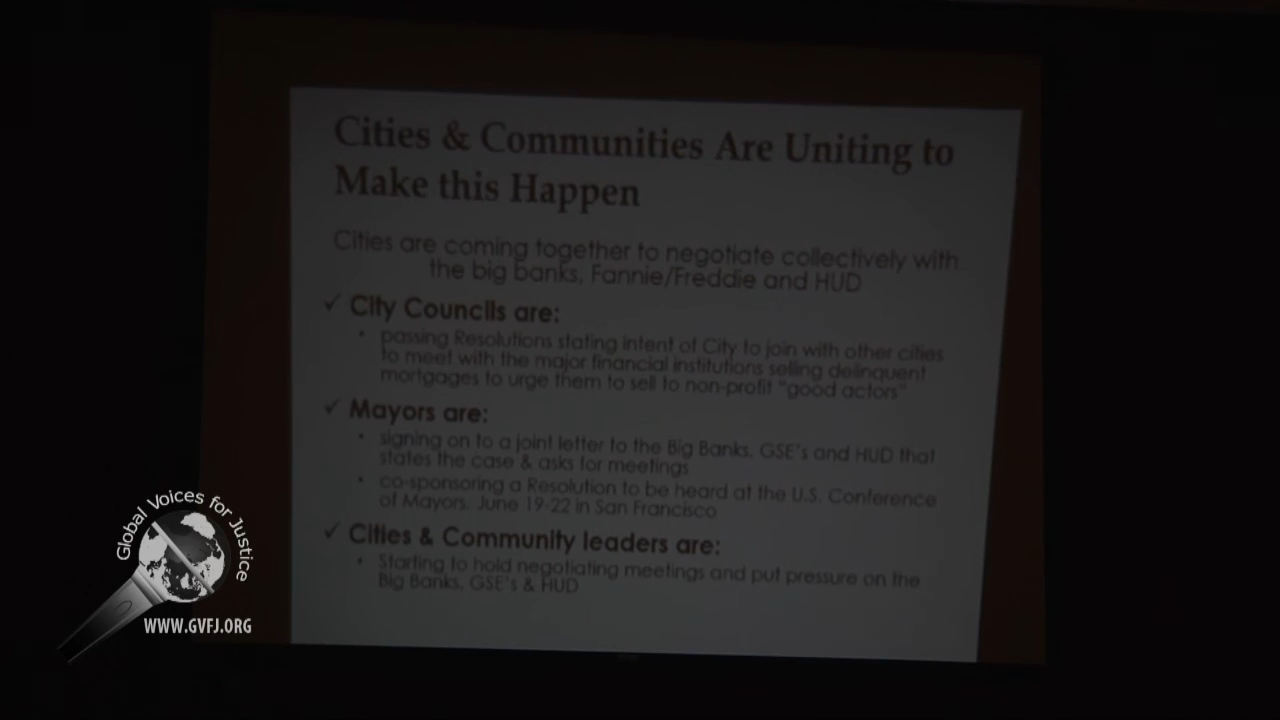 Cities & Communities Are Uniting to
Make this Happen
Cities are coming together to negotiate collectively with
the big banks, Fannie/Freddie and HUD
✓ City Councils are:
• passing Resolutions stating intent of City to join with other cities
to meet with the major financial institutions selling delinquent
mortgages to urge them to sell to non-profit "good actors"
✓ Mayors are:
• signing on to a joint letter to the Big Banks, GSE's and HUD that
states the case & asks for meetings
• co-sponsoring a Resolution to be heard at the U.S. Conference
of Mayors, June 19-22 in San Francisco
✓ Cities & Community leaders are:
• Starting to hold negotiating meetings and put pressure on the
Big Banks, GSE's & HUD
Global Voices for Justice
WWW.GVFJ.ORG